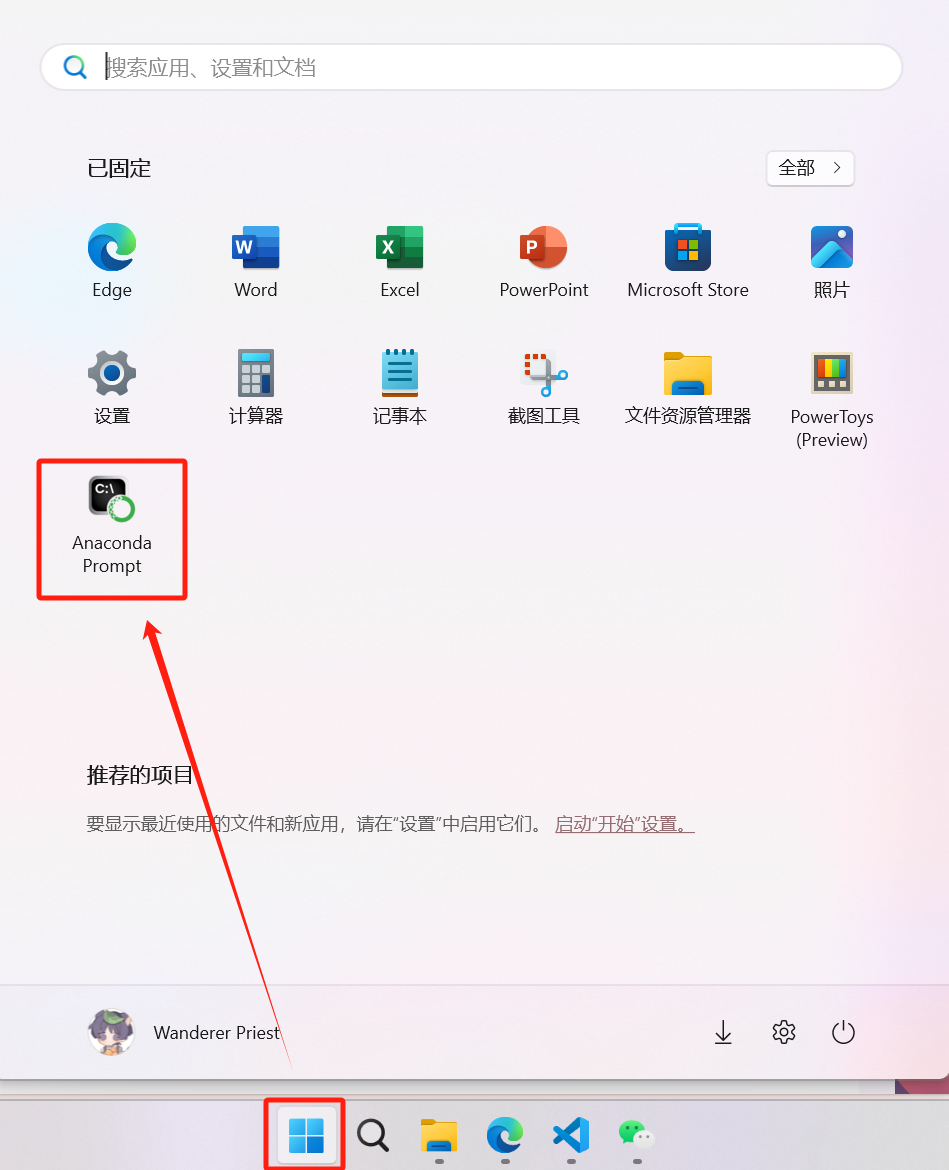 搜索应用、设置和文档
已固定
全部
Edge
Word
Excel
PowerPoint
Microsoft Store
照片
设置
计算器
记事本
截图工具
文件资源管理器
PowerToys
(Preview)
Anaconda
Prompt
推荐的项目
要显示最近使用的文件和新应用，请在“设置”中启用它们。 启动“开始”设置。
Wanderer Priest